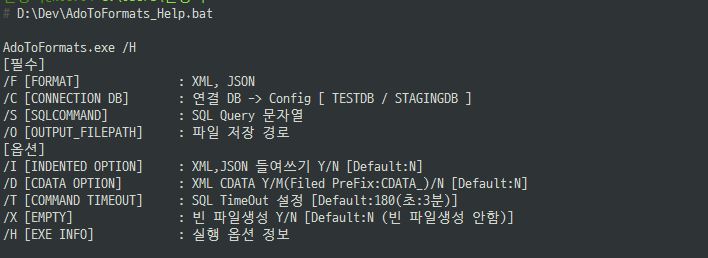 # D:\Dev\AdoToFormats_Help.bat
AdoToFormats.exe /H
[필수]
/F [FORMAT] : XML, JSON
/C [CONNECTION DB] : 연결 DB -> Config [ TESTDB / STAGINGDB ]
/S [SQLCOMMAND] : SQL Query 문자열
/O [OUTPUT_FILEPATH] : 파일 저장 경로
[옵션]
/I [INDENTED OPTION] : XML,JSON 들여쓰기 Y/N [Default:N]
/D [CDATA OPTION] : XML CDATA Y/M(Filed PreFix:CDATA_)/N [Default:N]
/T [COMMAND TIMEOUT] : SQL TimeOut 설정 [Default:180(초:3분)]
/X [EMPTY] : 빈 파일생성 Y/N [Default:N (빈 파일생성 안함)]
/H [EXE INFO] : 실행 옵션 정보